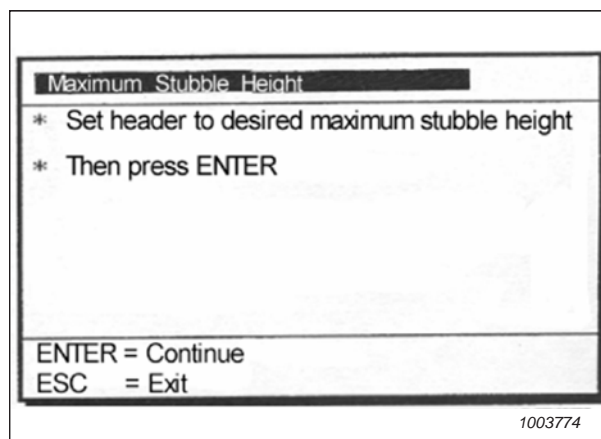 Maximum Stubble Height
* Set header to desired maximum stubble height
* Then press ENTER
ENTER = Continue
ESC = Exit
1003774